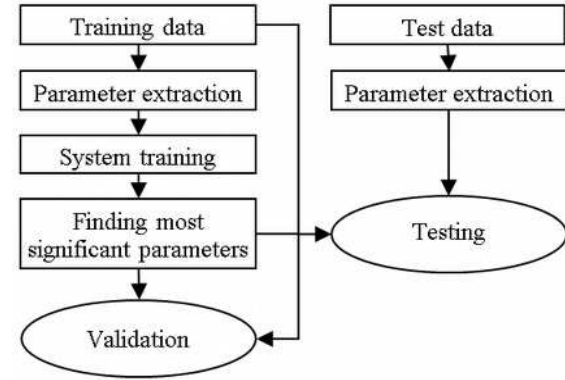 Training data
Parameter extraction
System training
Finding most
significant parameters
Validation
Test data
Parameter extraction
Testing